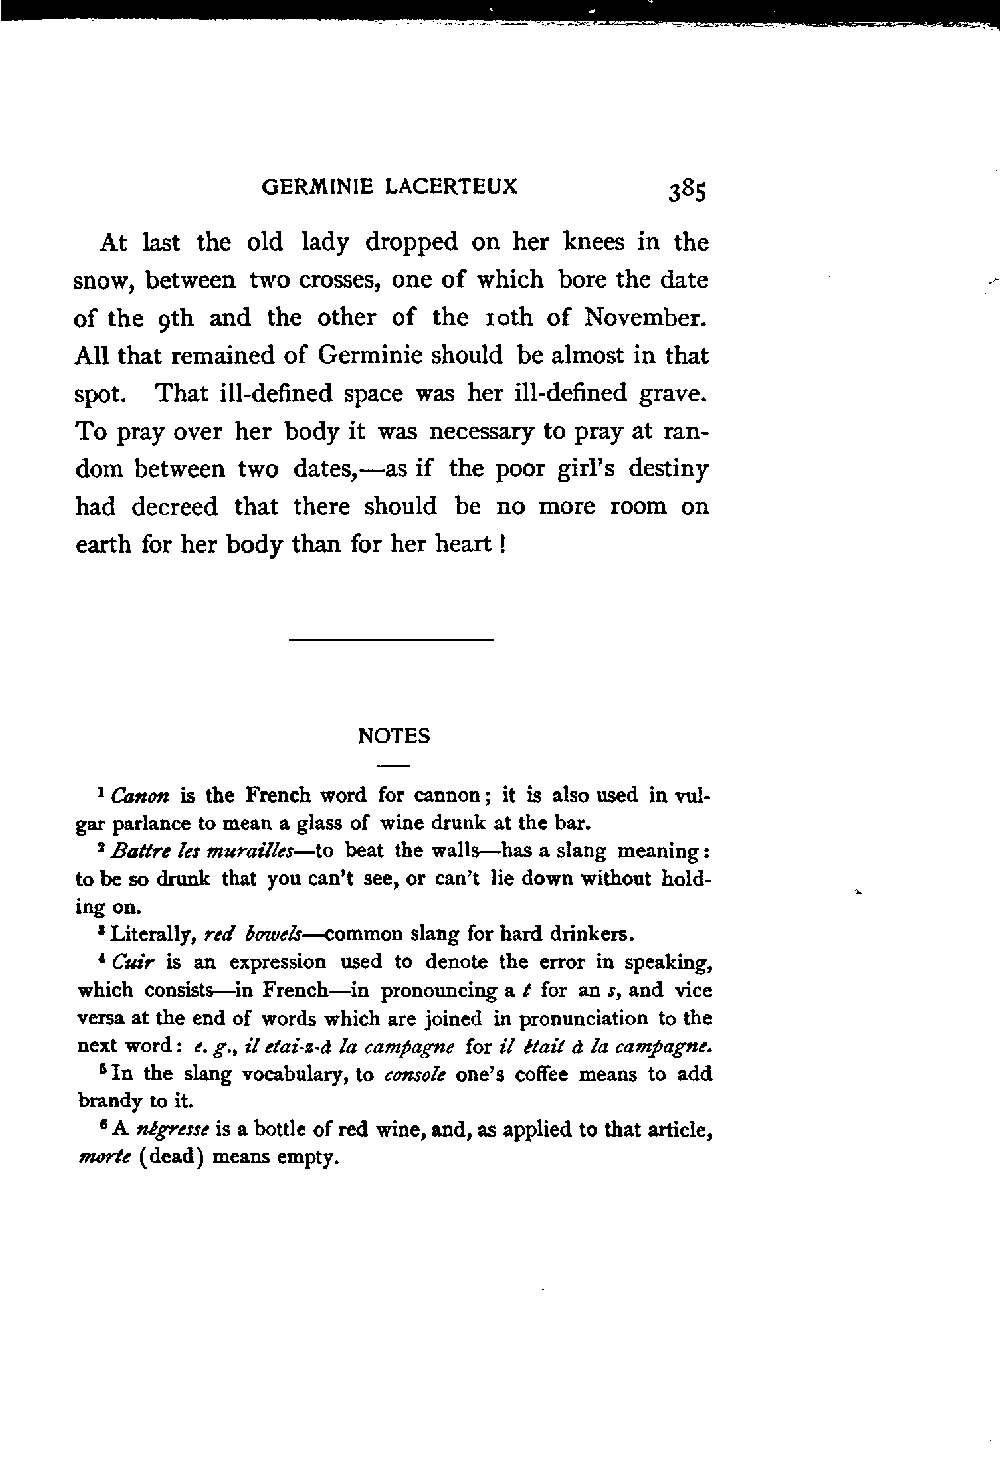 GERMINIE LACERTEUX 385
At last the old lady dropped on her knees in the
snow, between two crosses, one of which bore the date
of the 9th and the other of the 10th of November.
All that remained of Germinie should be almost in that
spot. That ill-defined space was her ill-defined grave.
To pray over her body it was necessary to pray at ran-
dom between two dates,—as if the poor girl's destiny
had decreed that there should be no more room on
earth for her body than for her heart!
NOTES
¹ Canon is the French word for cannon; it is also used in vul-
gar parlance to mean a glass of wine drunk at the bar.
² Battre les murailles—to beat the walls—has a slang meaning:
to be so drunk that you can't see, or can't lie down without hold-
ing on.
³ Literally, red bowels—common slang for hard drinkers.
⁴ Cuir is an expression used to denote the error in speaking,
which consists—in French—in pronouncing a t for an s, and vice
versa at the end of words which are joined in pronunciation to the
next word: e. g., il etai-z-à la campagne for il êtait à la campagne.
⁵ In the slang vocabulary, to console one's coffee means to add
brandy to it.
⁶ A négresse is a bottle of red wine, and, as applied to that article,
morte (dead) means empty.